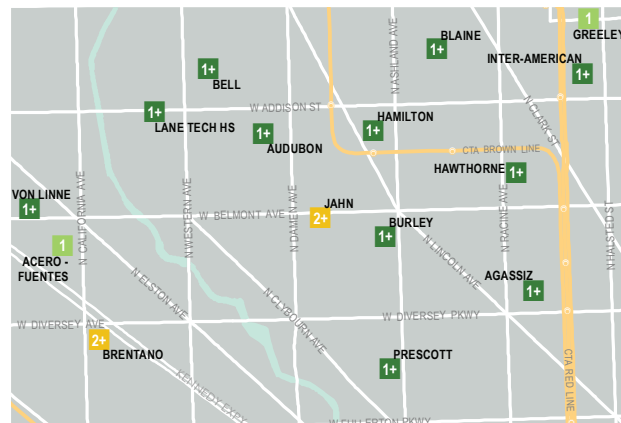 1
GREELEY
BLAINE
1+
INTER-AMERICAN
1+
1+
BELL
N ASHLAND AVE
W ADDISON ST
1+
LANE TECH HS
1+
AUDUBON
HAMILTON
1+
N CLARK ST
CTA BROWN LINE
HAWTHORNE
1+
VON LINNE
1+
N CALIFORNIA AVE
N WESTERN AVE
N DAMEN AVE
JAHN
2+
W BELMONT AVE
N RACINE AVE
N HALSTED ST
1
ACERO -
FUENTES
BURLEY
1+
N LINCOLN AVE
N ELSTON AVE
N CLYBOURN AVE
AGASSIZ
1+
W DIVERSEY AVE
W DIVERSEY PKWY
2+
BRENTANO
PRESCOTT
1+
CTA RED LINE
KENNEDY EXPY
W FULLERTON PKWY